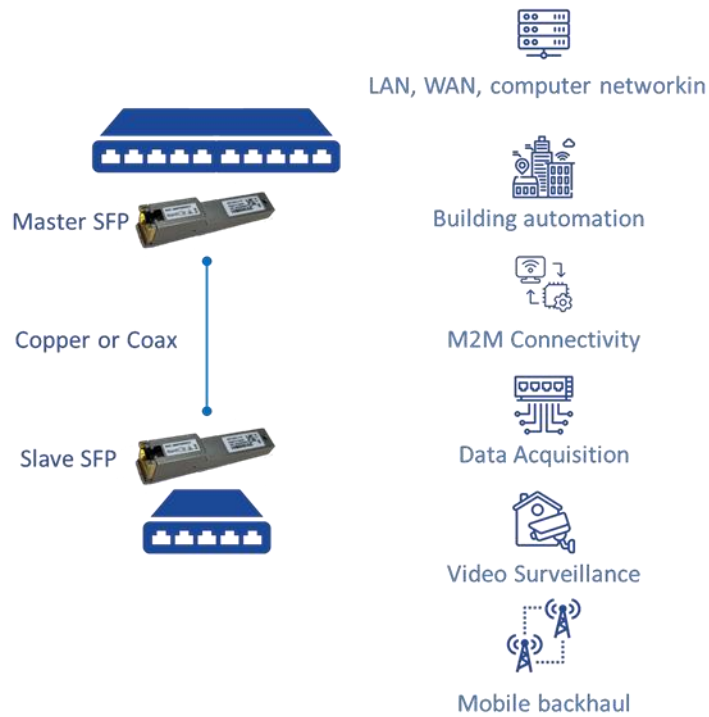 LAN, WAN, computer networkin
Master SFP
Building automation
Copper or Coax
M2M Connectivity
Slave SFP
Data Acquisition
Video Surveillance
Mobile backhaul